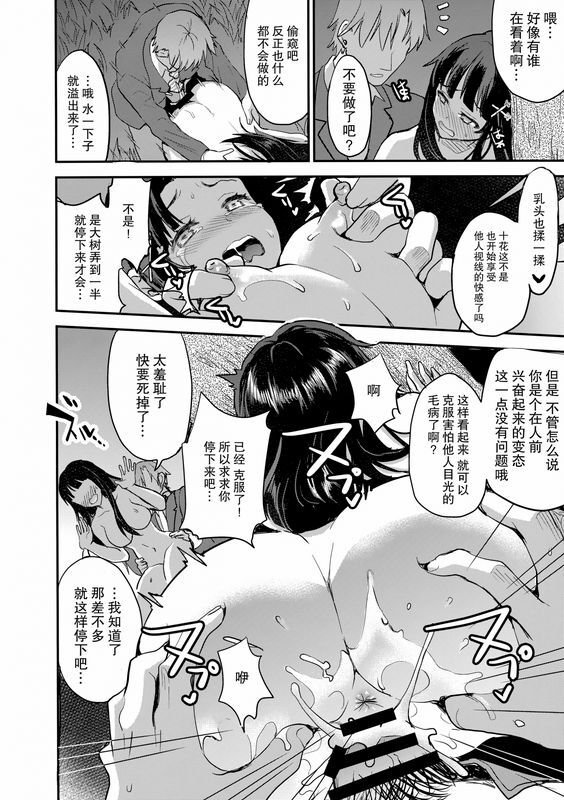 喂…
好像有谁
在看着啊…
不要做了吧?
偷窥吧
反正也什么
都不会做的
…哦 水一下子
就溢出来了…
乳头也揉一揉
十花这不是
也开始享受
他人视线的快感了吗
不是!
是大树弄到一半
就停下来才会…
但是 不管怎么说
你是个在人前
兴奋起来的变态
这一点没有问题哦
这样看起来 就可以
克服害怕他人目光的
毛病了啊?
啊
已经 克服了!
所以求求你
停下来吧…
太羞耻了
快要死掉了…
…我知道了
那差不多
就这样停下吧…
咿